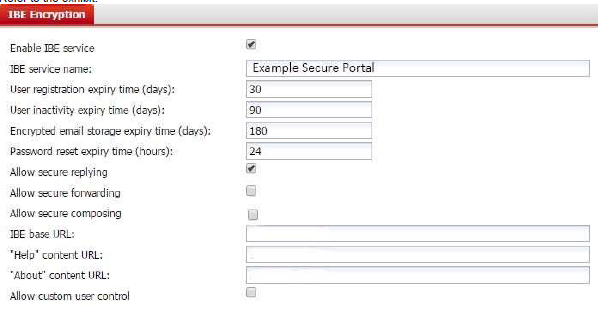 Refer to the exhibit.
IBE Encryption
Enable IBE service
IBE service name: Example Secure Portal
User registration expiry time (days): 30
User inactivity expiry time (days): 90
Encrypted email storage expiry time (days): 180
Password reset expiry time (hours): 24
Allow secure replying
Allow secure forwarding
Allow secure composing
IBE base URL:
"Help" content URL:
"About" content URL:
Allow custom user control